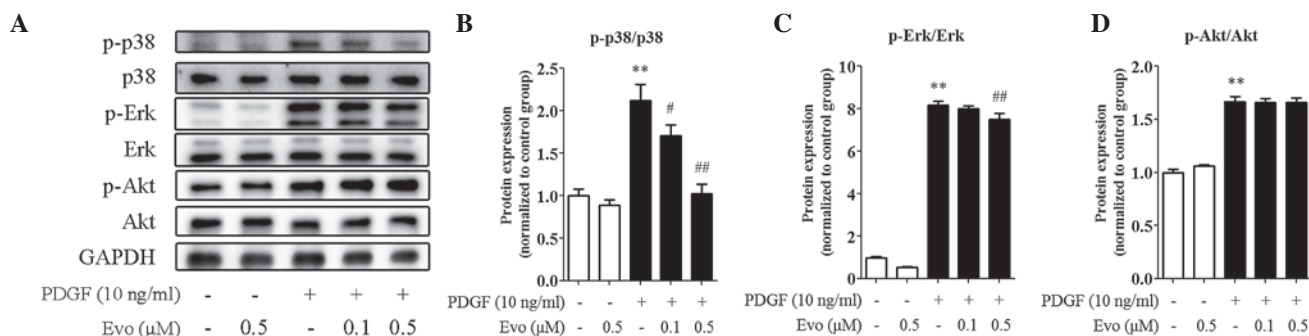 A
p-p38
p38
p-Erk
Erk
p-Akt
Akt
GAPDH
PDGF (10 ng/ml) - - + + +
Evo (µM) - 0.5 - 0.1 0.5
B
p-p38/p38
Protein expression
(normalized to control group)
2.5
2.0
1.5
1.0
0.5
0.0
**
#
##
PDGF (10 ng/ml) - - + + +
Evo (µM) - 0.5 - 0.1 0.5
C
p-Erk/Erk
Protein expression
(normalized to control group)
10
8
6
4
2
0
**
##
PDGF (10 ng/ml) - - + + +
Evo (µM) - 0.5 - 0.1 0.5
D
p-Akt/Akt
Protein expression
(normalized to control group)
2.0
1.5
1.0
0.5
0.0
**
PDGF (10 ng/ml) - - + + +
Evo (µM) - 0.5 - 0.1 0.5